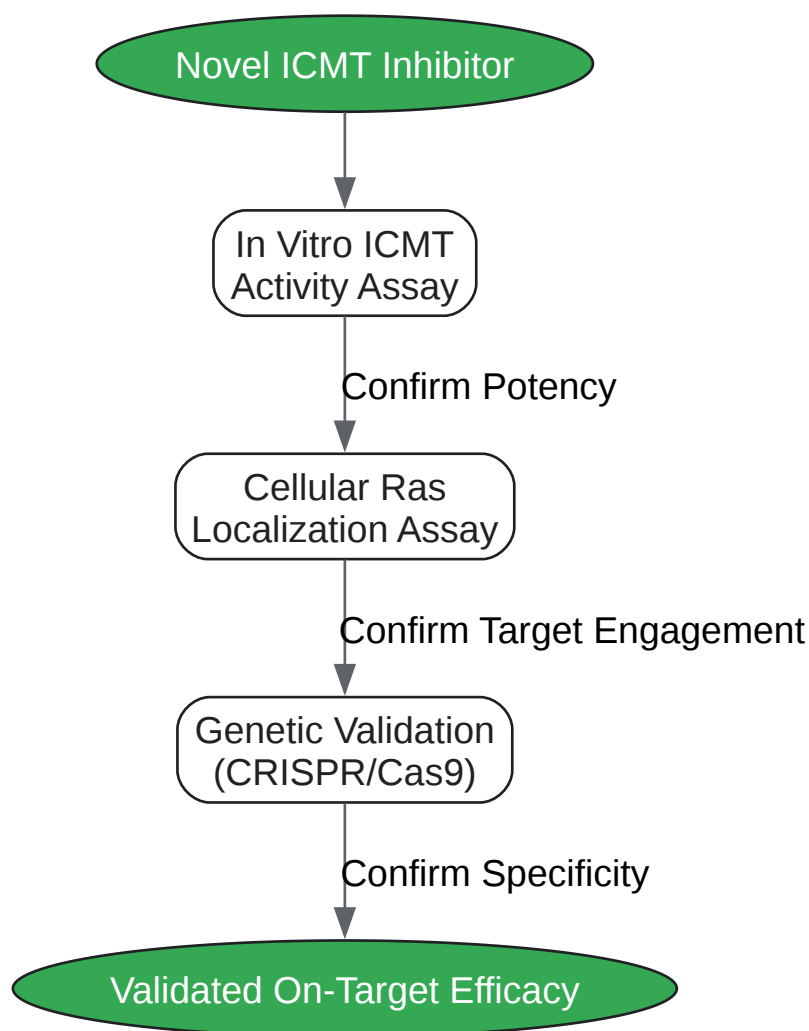 Novel ICMT Inhibitor
In Vitro ICMT
Activity Assay
Confirm Potency
Cellular Ras
Localization Assay
Confirm Target Engagement
Genetic Validation
(CRISPR/Cas9)
Confirm Specificity
Validated On-Target Efficacy